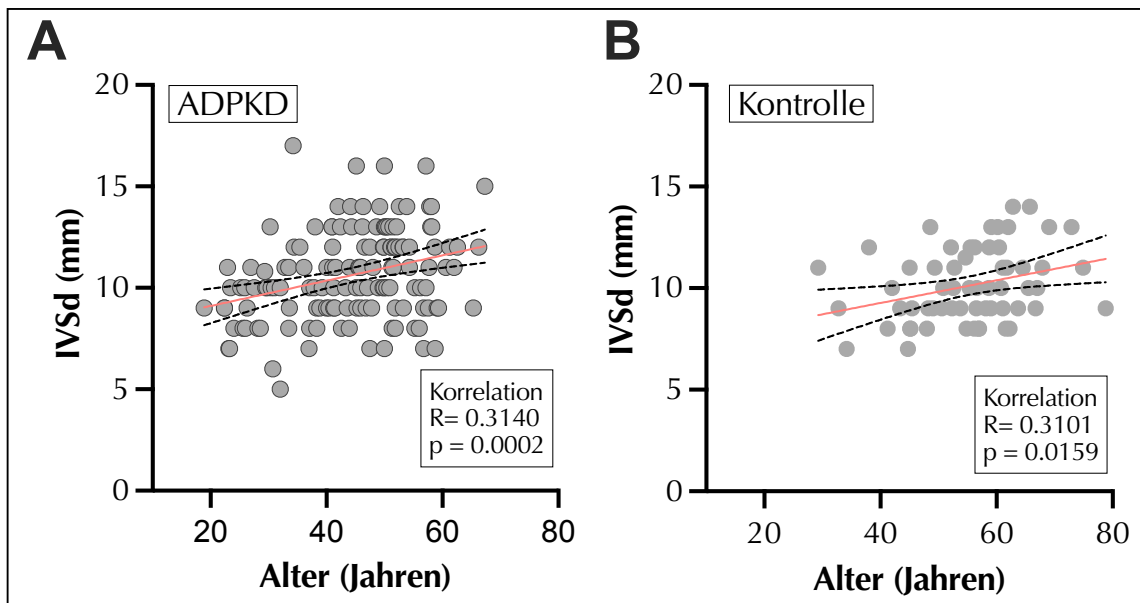 A
ADPKD
20
15
10
5
0
IVSd (mm)
Korrelation
R= 0.3140
p = 0.0002
20 40 60 80
Alter (Jahren)
B
Kontrolle
20
15
10
5
0
IVSd (mm)
Korrelation
R= 0.3101
p = 0.0159
20 40 60 80
Alter (Jahren)